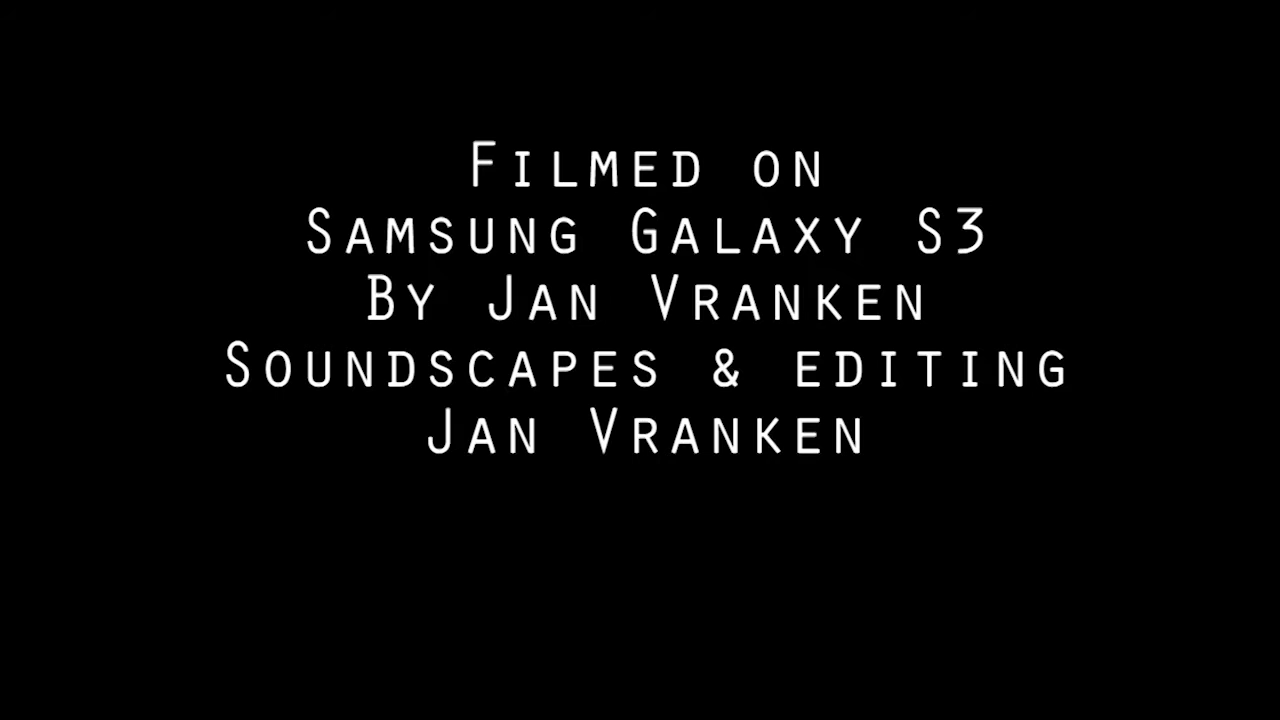 Filmed on
Samsung Galaxy S3
By Jan Vranken
Soundscapes & editing
Jan Vranken